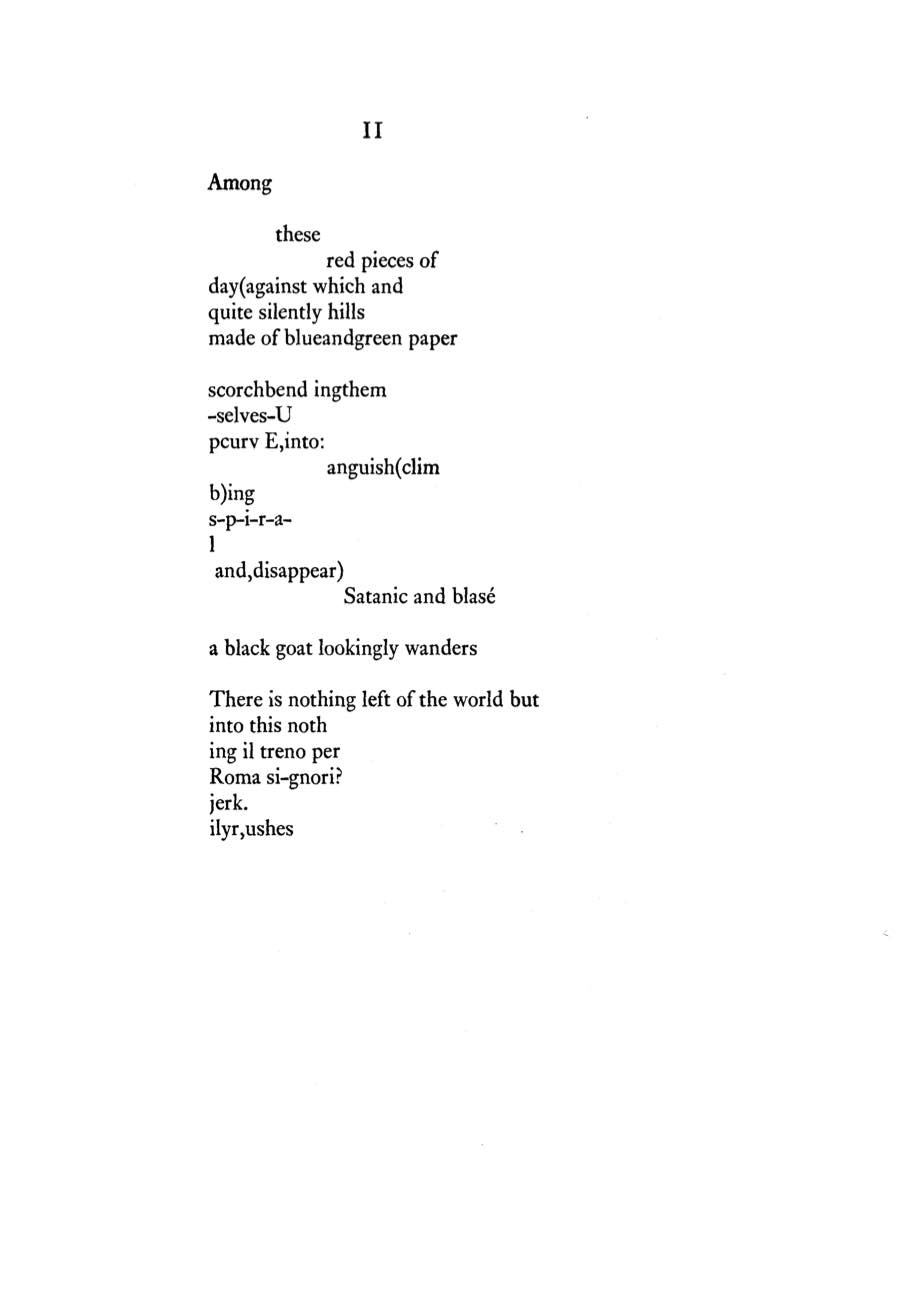 II
Among
these
red pieces of
day(against which and
quite silently hills
made of blueandgreen paper
scorchbend ingthem
-selves-U
pcurv E,into:
anguish(clim
b)ing
s-p-i-r-a-
l
and,disappear)
Satanic and blasé
a black goat lookingly wanders
There is nothing left of the world but
into this noth
ing il treno per
Roma si-gnori?
jerk.
ilyr,ushes